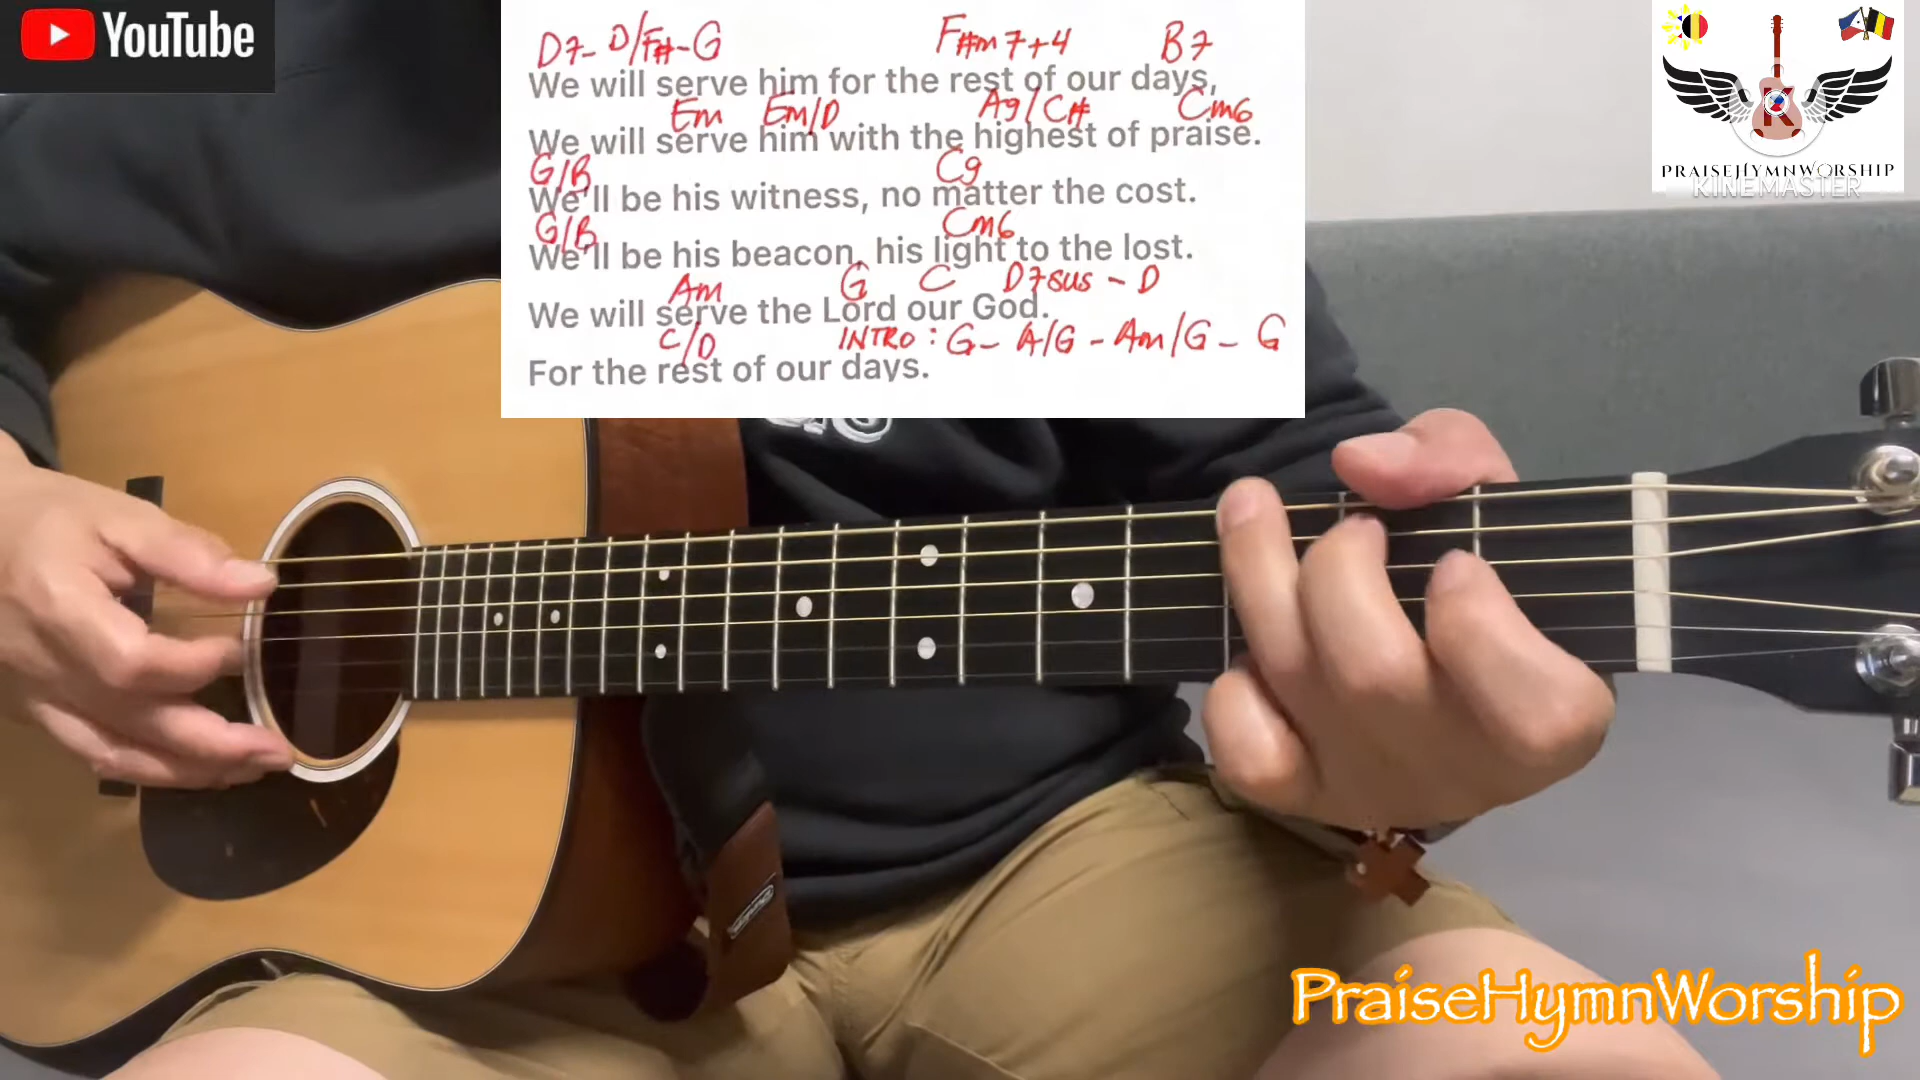 YouTube
D7- D/F#-G F#m7+4 B7
We will serve him for the rest of our days,
Em Em/D A9/C# Cm6
We will serve him with the highest of praise.
G/B C9
We'll be his witness, no matter the cost.
G/B Cm6
We'll be his beacon, his light to the lost.
Am G C D7sus - D
We will serve the Lord our God.
C/D INTRO: G- A/G - Am/G - G
For the rest of our days.
K
PRAISEHYMNWORSHIP
KINEMASTER
PraiseHymnWorship